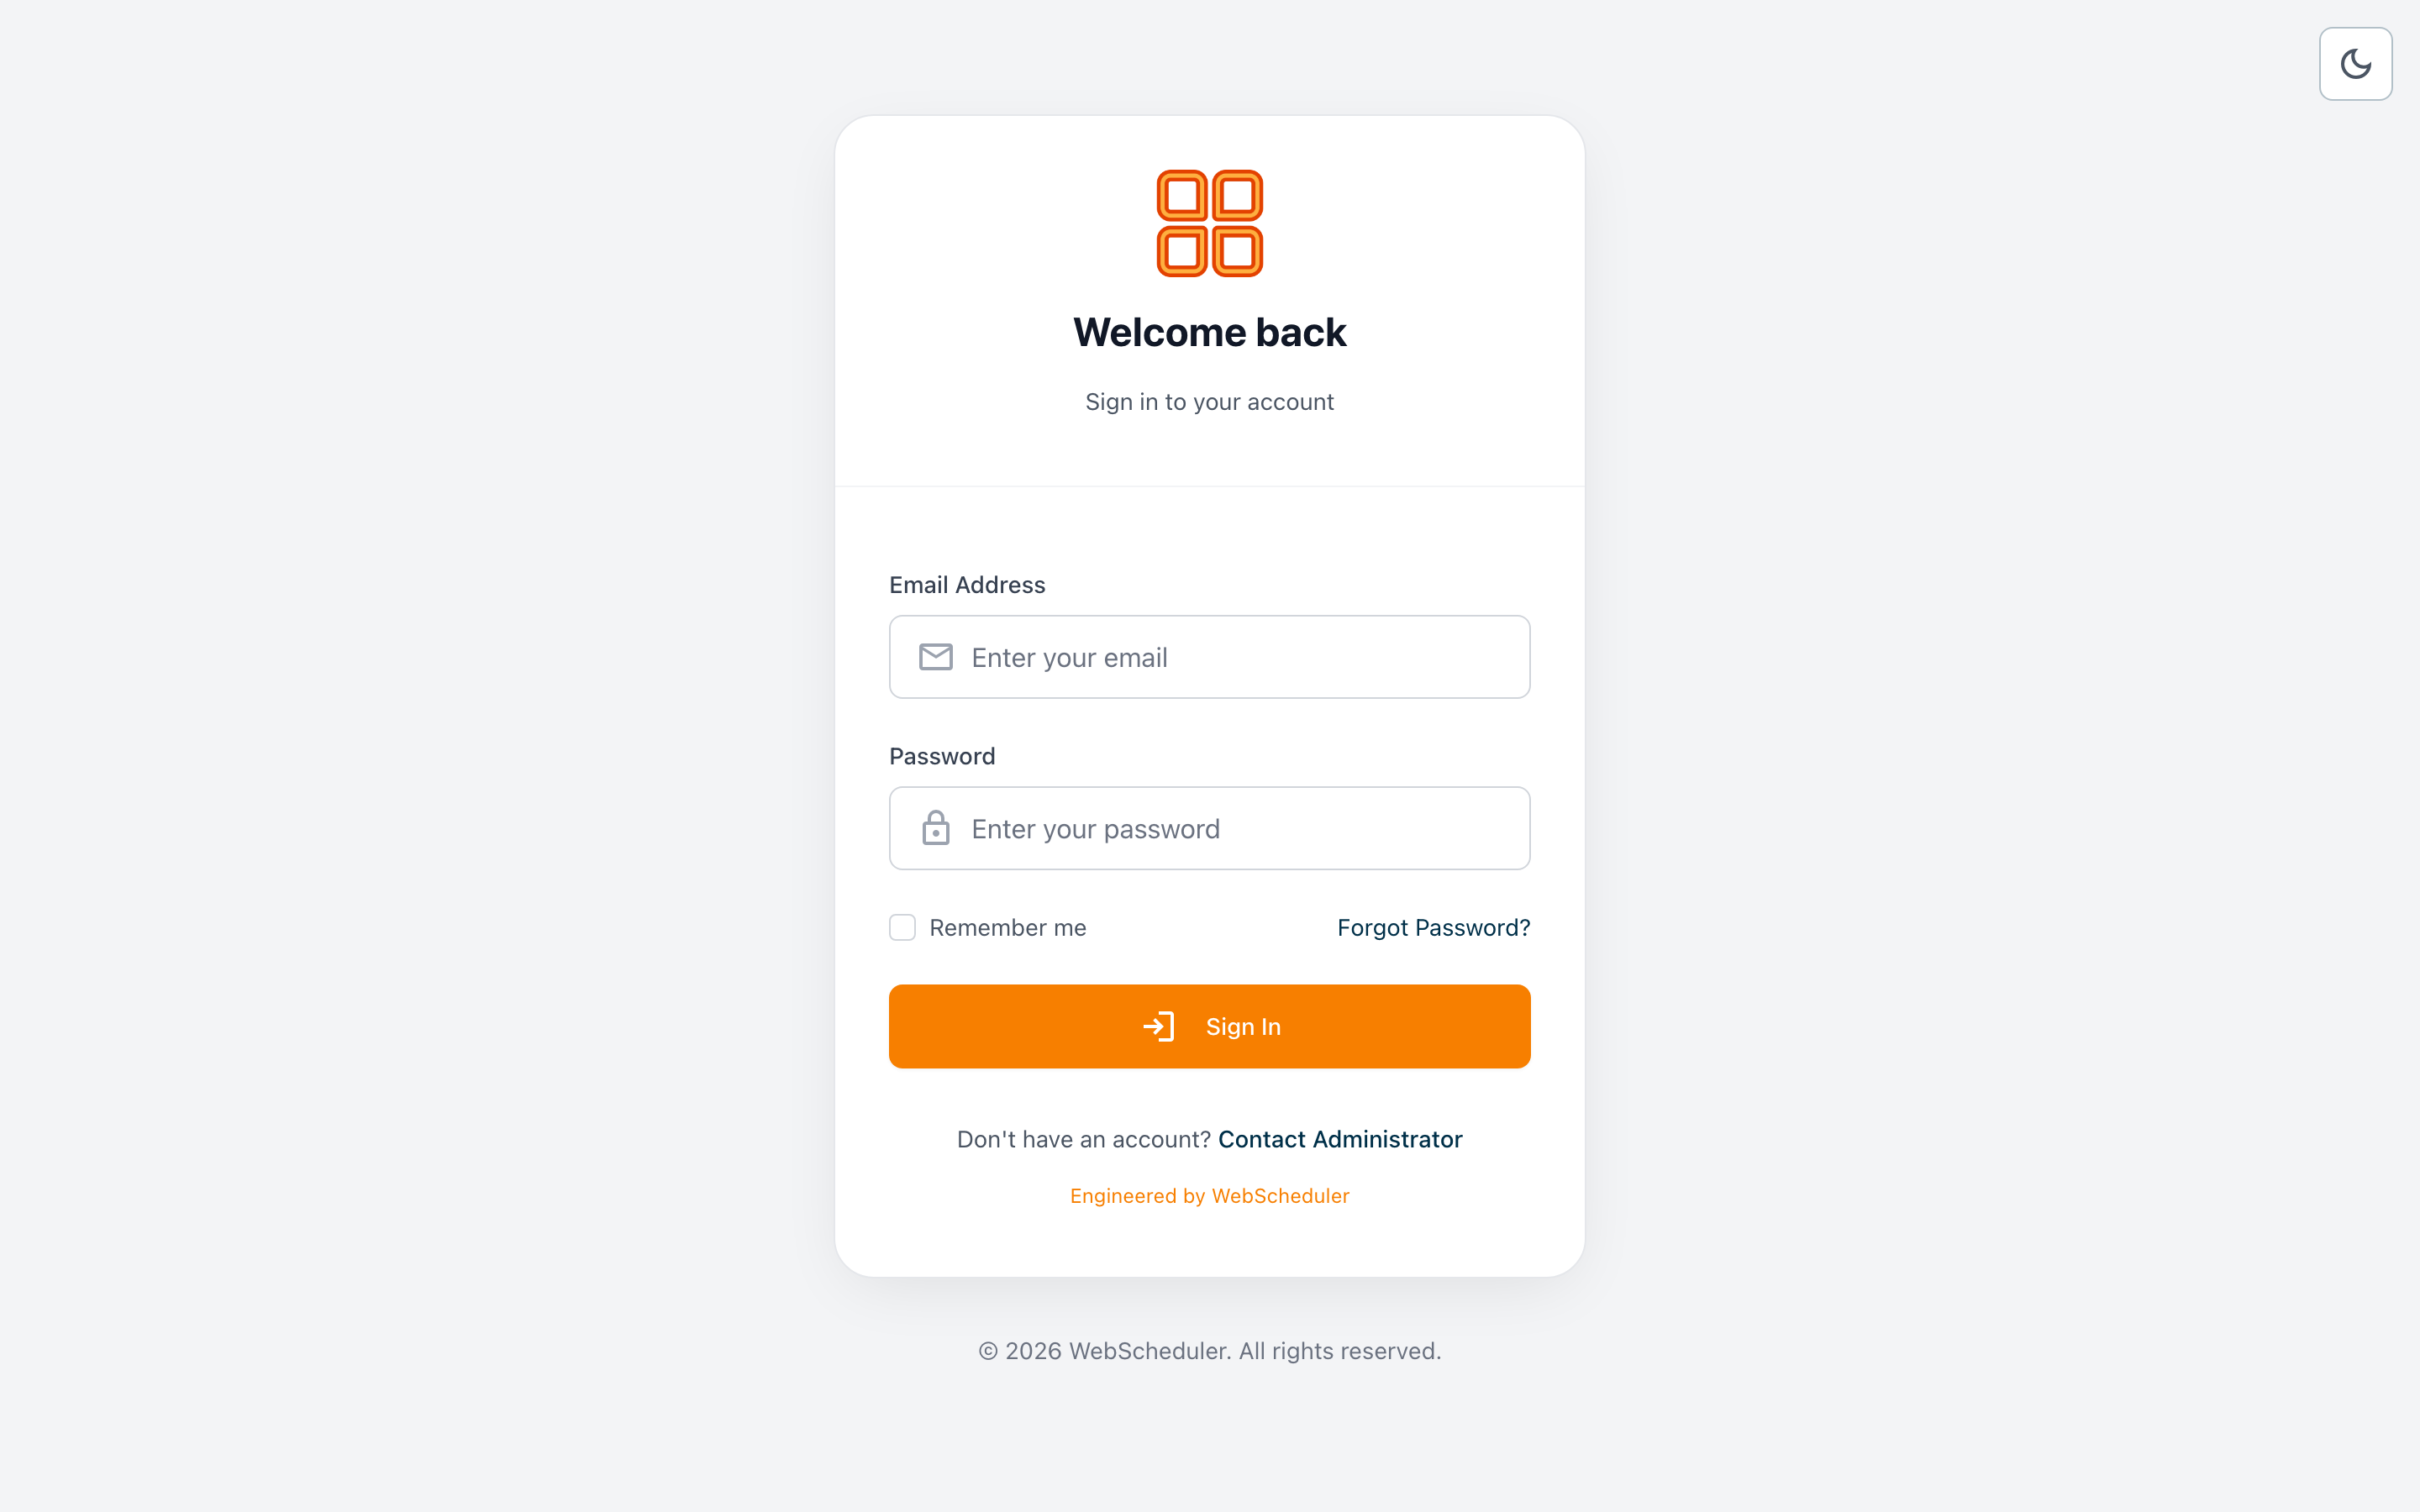 Welcome back
Sign in to your account
Email Address
Enter your email
Password
Enter your password
Remember me
Forgot Password?
Sign In
Don't have an account? Contact Administrator
Engineered by WebScheduler
© 2026 WebScheduler. All rights reserved.